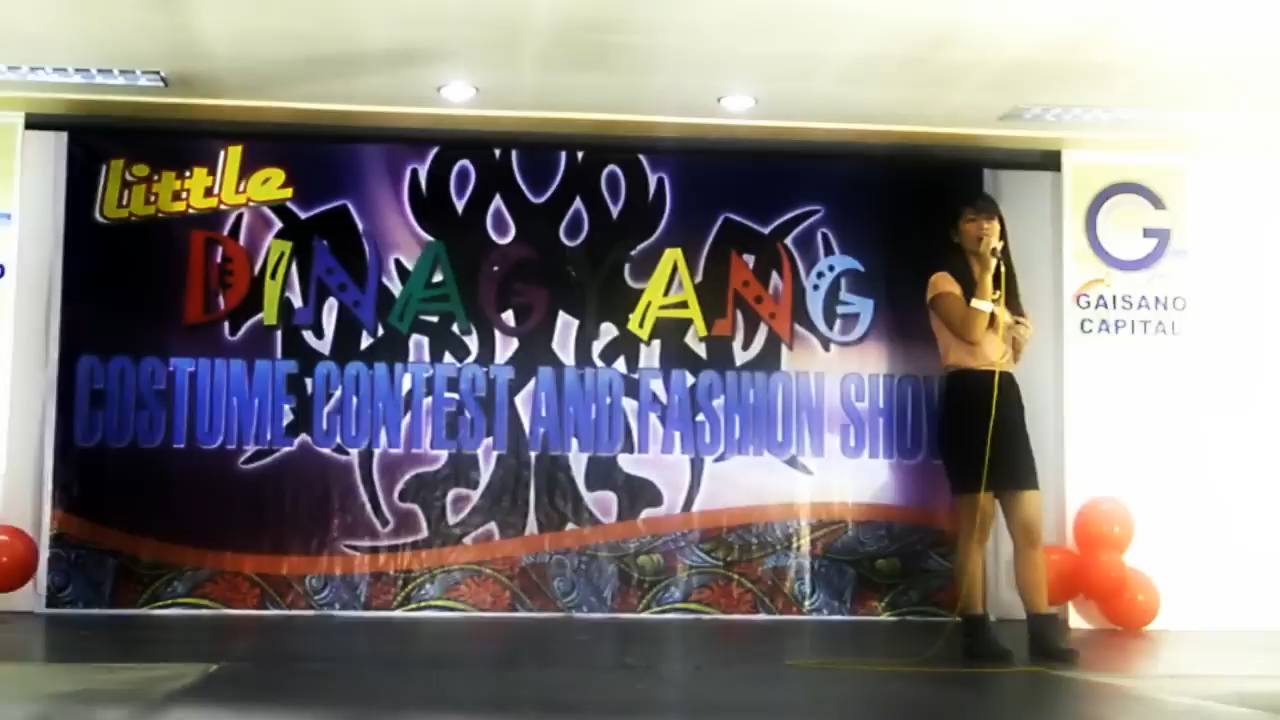 little
DINAGYANG
COSTUME CONTEST AND FASHION SHOW
G
GAISANO
CAPITAL